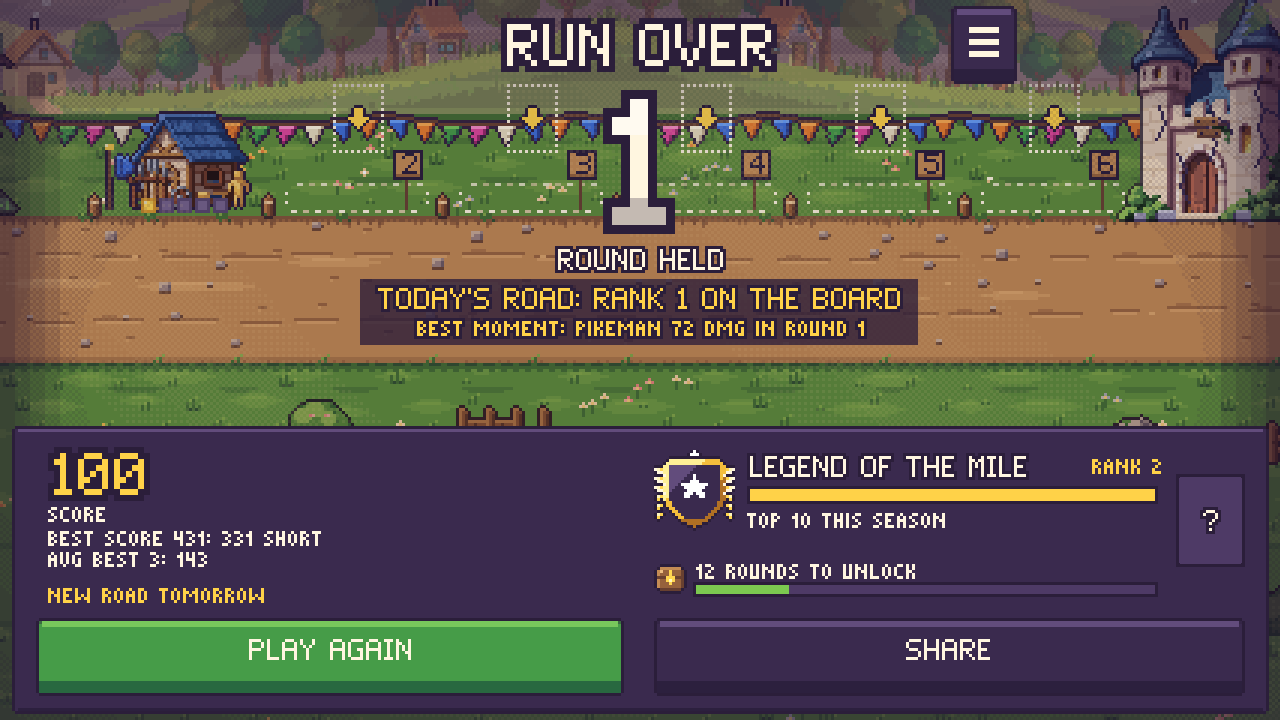 RUN OVER
1
2
3
4
5
6
ROUND HELD
TODAY'S ROAD: RANK 1 ON THE BOARD
BEST MOMENT: PIKEMAN 72 DMG IN ROUND 1
100
SCORE
BEST SCORE 431: 331 SHORT
AVG BEST 3: 143
NEW ROAD TOMORROW
PLAY AGAIN
LEGEND OF THE MILE
RANK 2
TOP 10 THIS SEASON
?
12 ROUNDS TO UNLOCK
SHARE